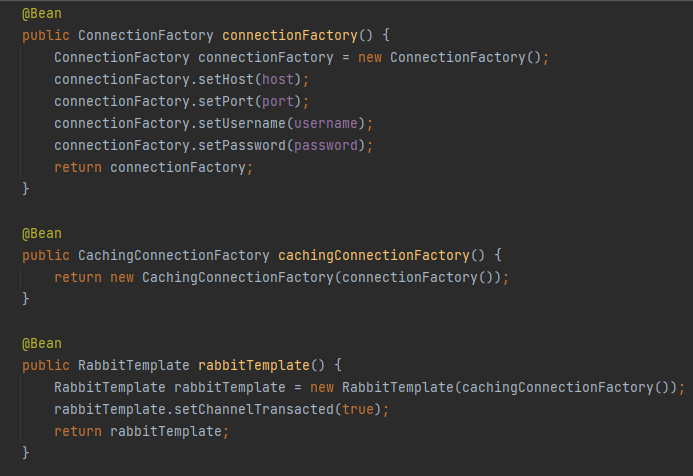 @Bean
public ConnectionFactory connectionFactory() {
    ConnectionFactory connectionFactory = new ConnectionFactory();
    connectionFactory.setHost(host);
    connectionFactory.setPort(port);
    connectionFactory.setUsername(username);
    connectionFactory.setPassword(password);
    return connectionFactory;
}

@Bean
public CachingConnectionFactory cachingConnectionFactory() {
    return new CachingConnectionFactory(connectionFactory());
}

@Bean
public RabbitTemplate rabbitTemplate() {
    RabbitTemplate rabbitTemplate = new RabbitTemplate(cachingConnectionFactory());
    rabbitTemplate.setChannelTransacted(true);
    return rabbitTemplate;
}